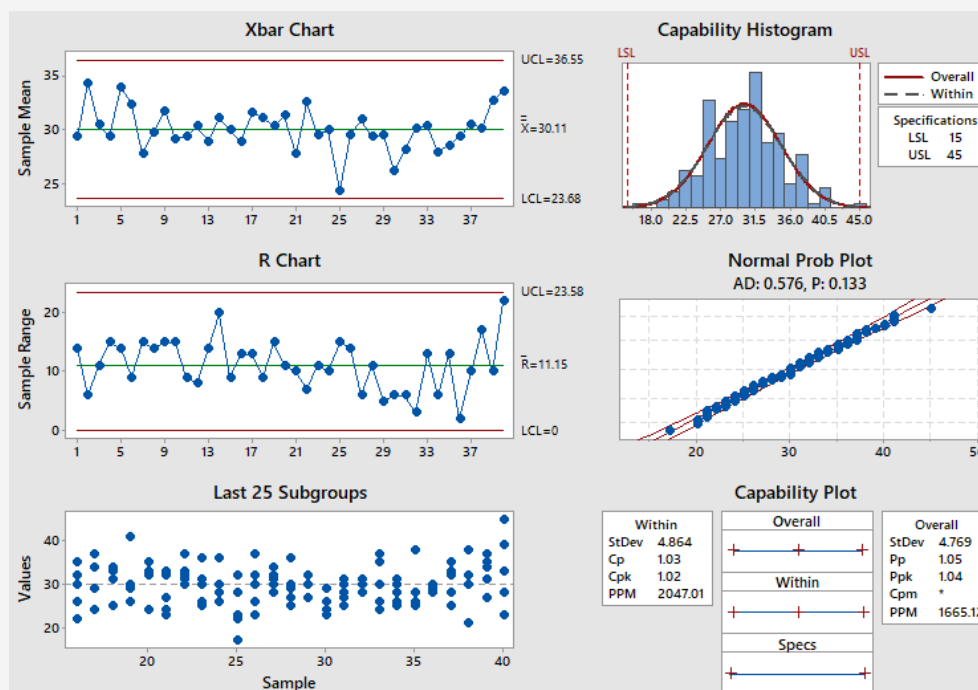 Xbar Chart
Sample Mean
35
30
25
1 5 9 13 17 21 25 29 33 37
UCL=36.55
X=30.11
LCL=23.68
Capability Histogram
LSL USL
18.0 22.5 27.0 31.5 36.0 40.5 45.0
Overall
Within
Specifications
LSL 15
USL 45
R Chart
Sample Range
20
10
0
1 5 9 13 17 21 25 29 33 37
UCL=23.58
R=11.15
LCL=0
Normal Prob Plot
AD: 0.576, P: 0.133
20 30 40
Last 25 Subgroups
Values
40
30
20
20 25 30 35 40
Sample
Capability Plot
Within
StDev 4.864
Cp 1.03
Cpk 1.02
PPM 2047.01
Overall
Within
Specs
Overall
StDev 4.769
Pp 1.05
Ppk 1.04
Cpm *